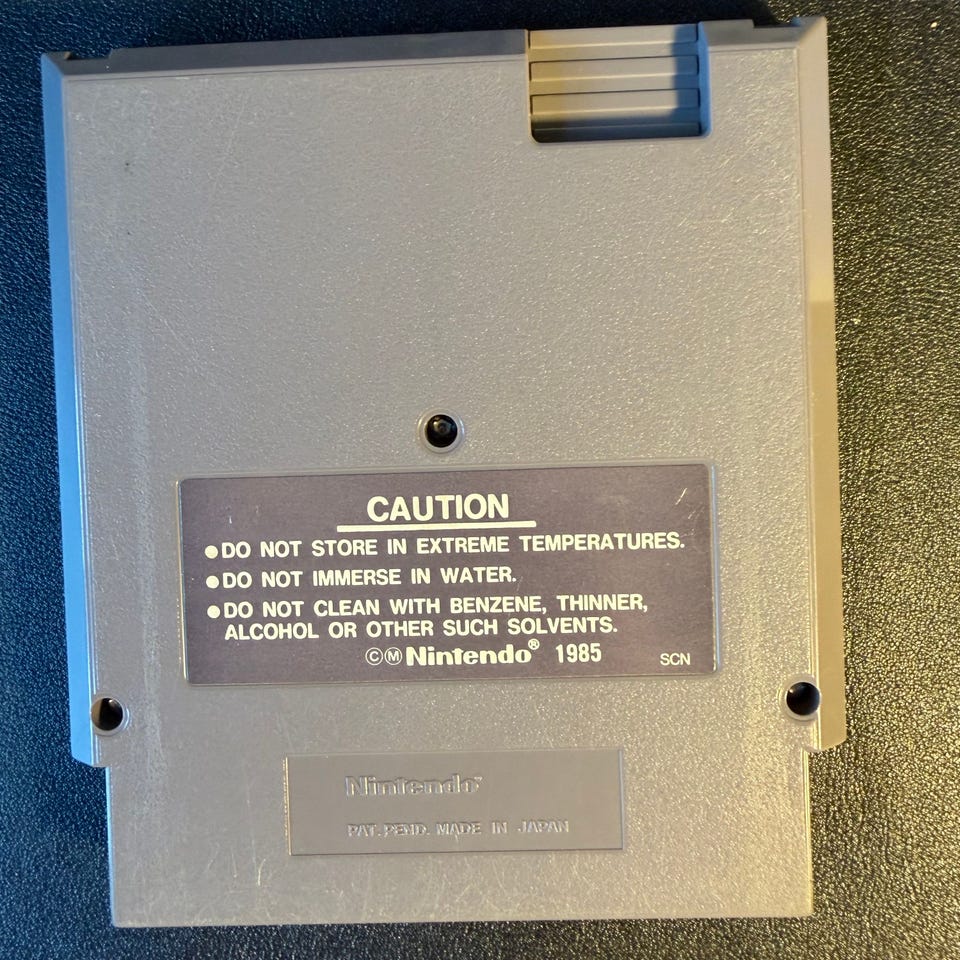 CAUTION
●DO NOT STORE IN EXTREME TEMPERATURES.
●DO NOT IMMERSE IN WATER.
●DO NOT CLEAN WITH BENZENE, THINNER,
ALCOHOL OR OTHER SUCH SOLVENTS.
ⒸⓂ Nintendo® 1985 SCN
Nintendo
PAT. PEND. MADE IN JAPAN